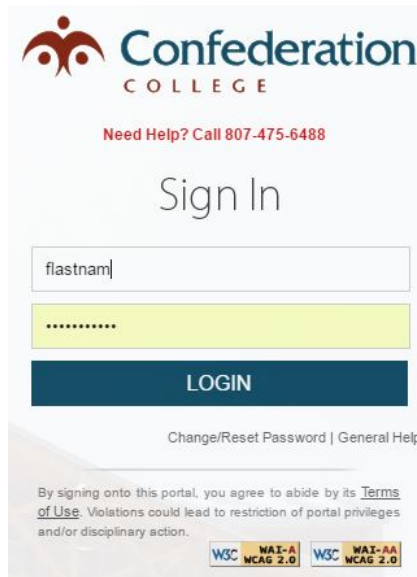 Confederation
COLLEGE
Need Help? Call 807-475-6488
Sign In
flastnam
•••••••••••
LOGIN
Change/Reset Password | General Help
By signing onto this portal, you agree to abide by its Terms
of Use. Violations could lead to restriction of portal privileges
and/or disciplinary action.
W3C WAI-A WCAG 2.0 W3C WAI-AA WCAG 2.0